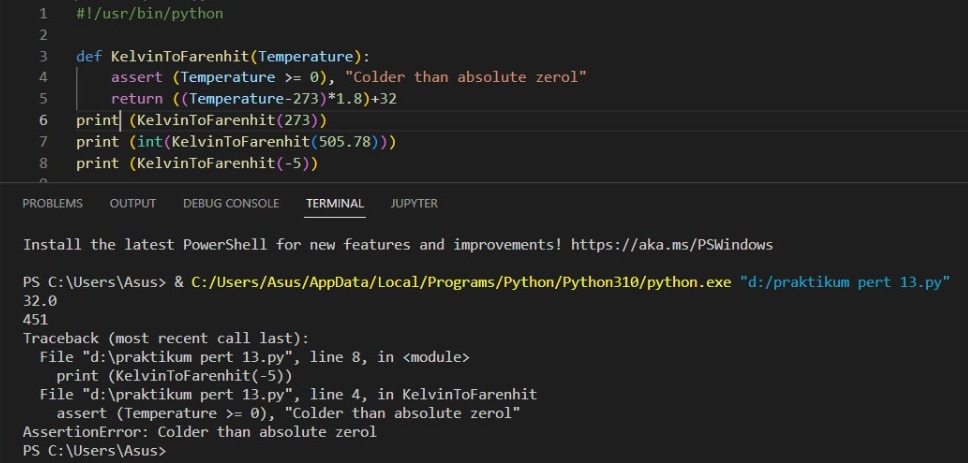 1 #!/usr/bin/python
2
3 def KelvinToFarenhit(Temperature):
4     assert (Temperature >= 0), "Colder than absolute zerol"
5     return ((Temperature-273)*1.8)+32
6 print (KelvinToFarenhit(273))
7 print (int(KelvinToFarenhit(505.78)))
8 print (KelvinToFarenhit(-5))
PROBLEMS OUTPUT DEBUG CONSOLE TERMINAL JUPYTER
Install the latest PowerShell for new features and improvements! https://aka.ms/PSWindows
PS C:\Users\Asus> & C:/Users/Asus/AppData/Local/Programs/Python/Python310/python.exe "d:/praktikum pert 13.py"
32.0
451
Traceback (most recent call last):
  File "d:\praktikum pert 13.py", line 8, in <module>
    print (KelvinToFarenhit(-5))
  File "d:\praktikum pert 13.py", line 4, in KelvinToFarenhit
    assert (Temperature >= 0), "Colder than absolute zerol"
AssertionError: Colder than absolute zerol
PS C:\Users\Asus>